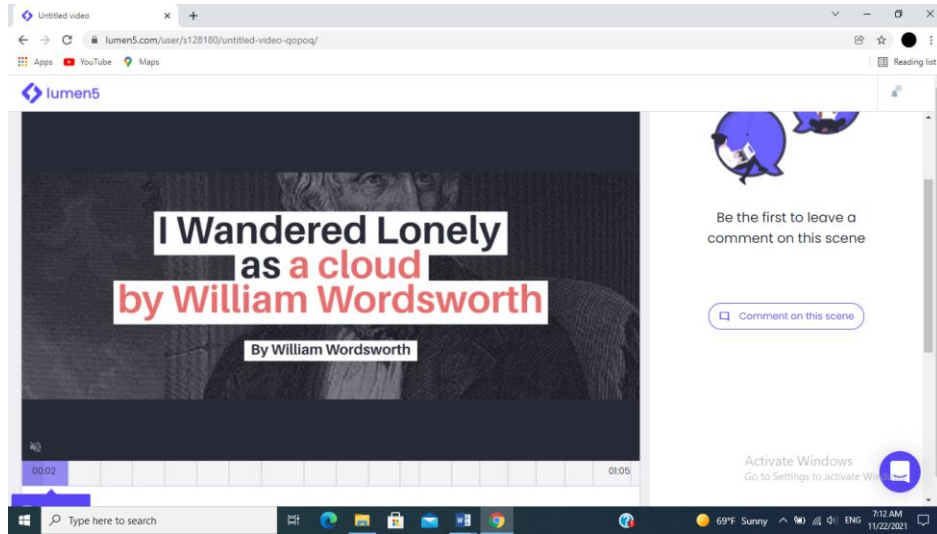 Untitled video
lumen5.com/user/s128180/untitled-video-qopoq/
Apps YouTube Maps Reading list
lumen5
I Wandered Lonely
as a cloud
by William Wordsworth
By William Wordsworth
00:02 01:05
Be the first to leave a
comment on this scene
Comment on this scene
Activate Windows
Go to Settings to activate
Type here to search
69°F Sunny ENG
7:12 AM
11/22/2021